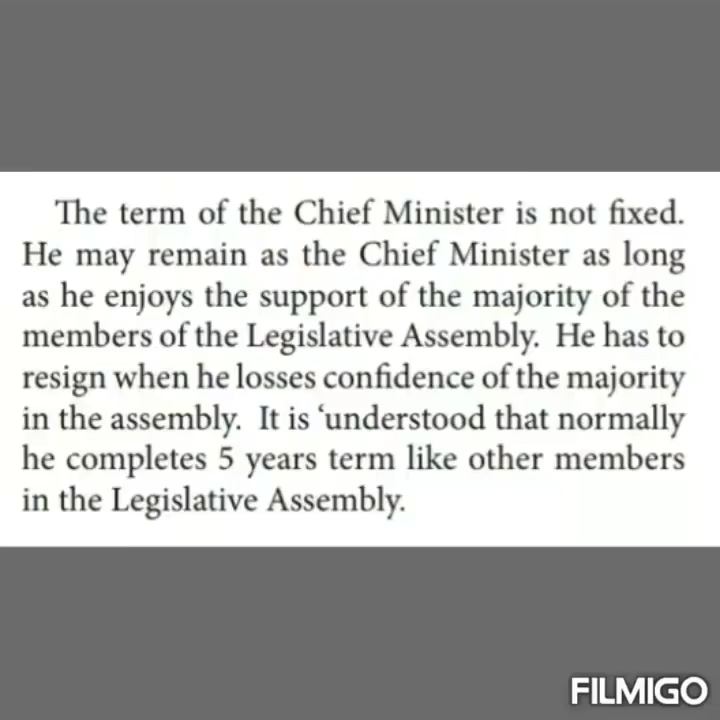 The term of the Chief Minister is not fixed.
He may remain as the Chief Minister as long
as he enjoys the support of the majority of the
members of the Legislative Assembly. He has to
resign when he losses confidence of the majority
in the assembly. It is ‘understood that normally
he completes 5 years term like other members
in the Legislative Assembly.
FILMIGO